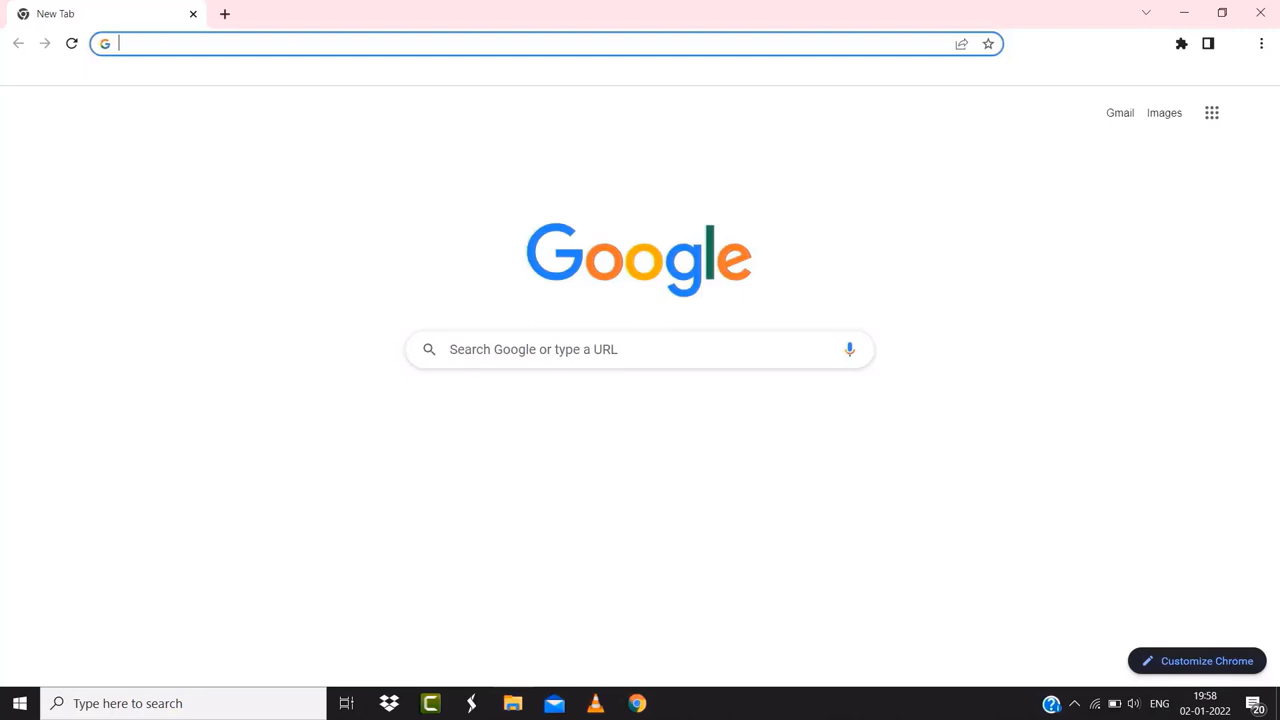 New Tab
Gmail Images
Google
Search Google or type a URL
Customize Chrome
Type here to search
ENG
19:58
02-01-2022
20